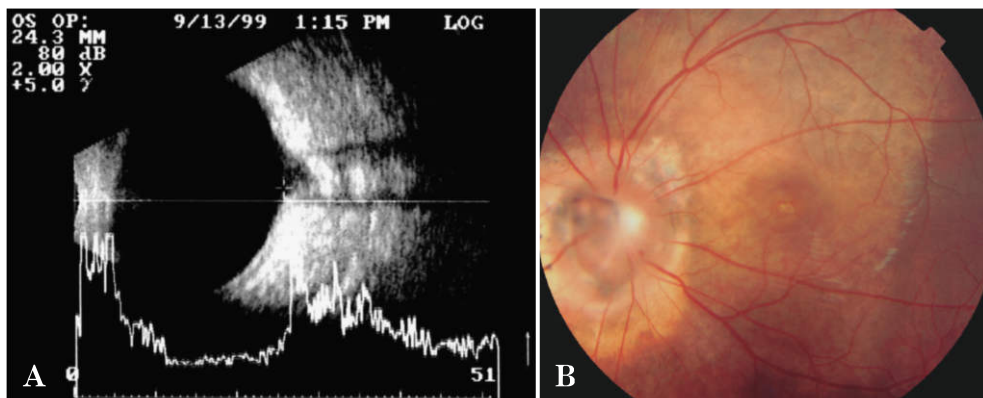 OS OP: 9/13/99 1:15 PM LOG
24.3 MM
80 dB
2.00 X
+5.0 γ
A
0
51
B